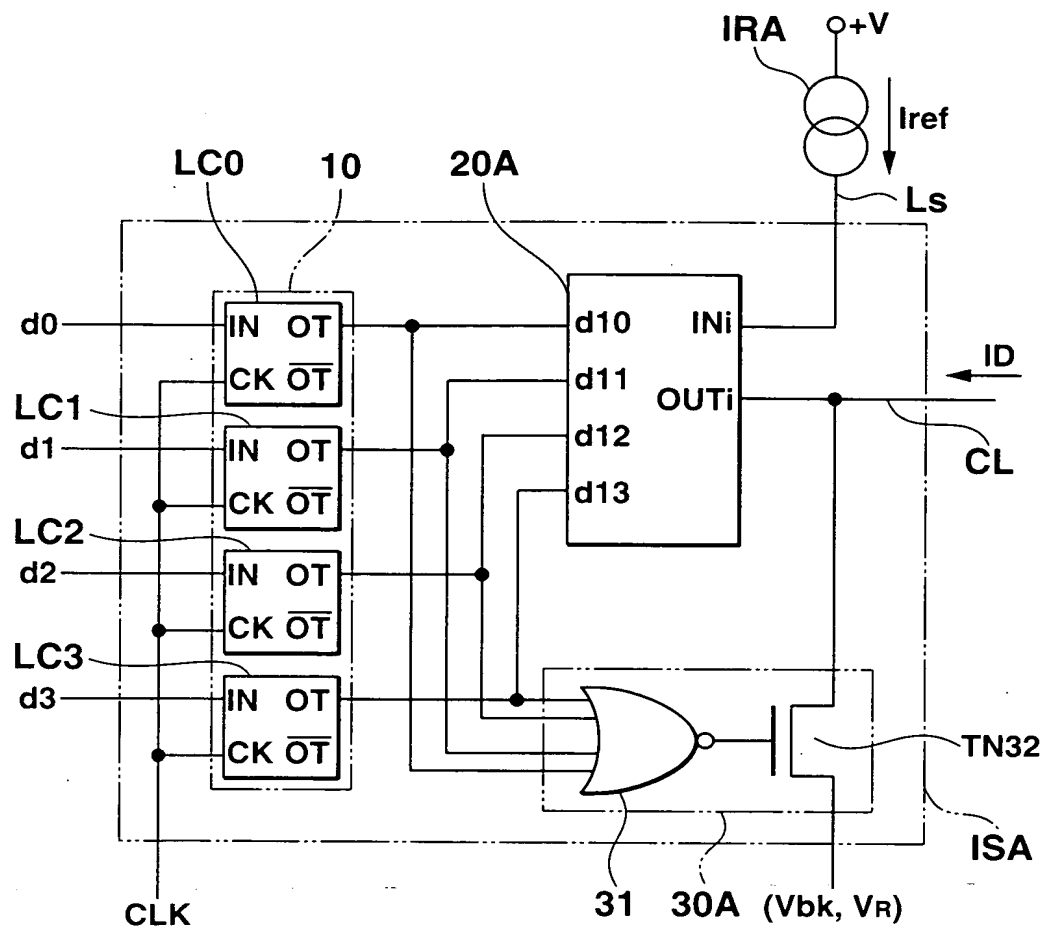 IRA
+V
Iref
LC0
10
20A
Ls
d0
IN OT
CK OT
d10
INi
ID
LC1
d11
OUTi
d1
IN OT
d12
CL
CK OT
d13
LC2
d2
IN OT
CK OT
LC3
d3
IN OT
CK OT
TN32
ISA
CLK
31
30A
(Vbk, VR)